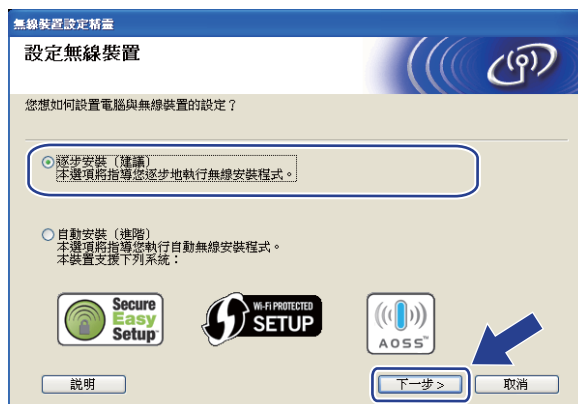 無線裝置設定精靈
設定無線裝置
您想如何設置電腦與無線裝置的設定？
逐步安裝（建議）
本選項將指導您逐步地執行無線安裝程式。
自動安裝（進階）
本選項將指導您執行自動無線安裝程式。
本裝置支援下列系統：
Secure
Easy
Setup™
Wi-Fi PROTECTED
SETUP
AOSS™
說明
下一步 >
取消